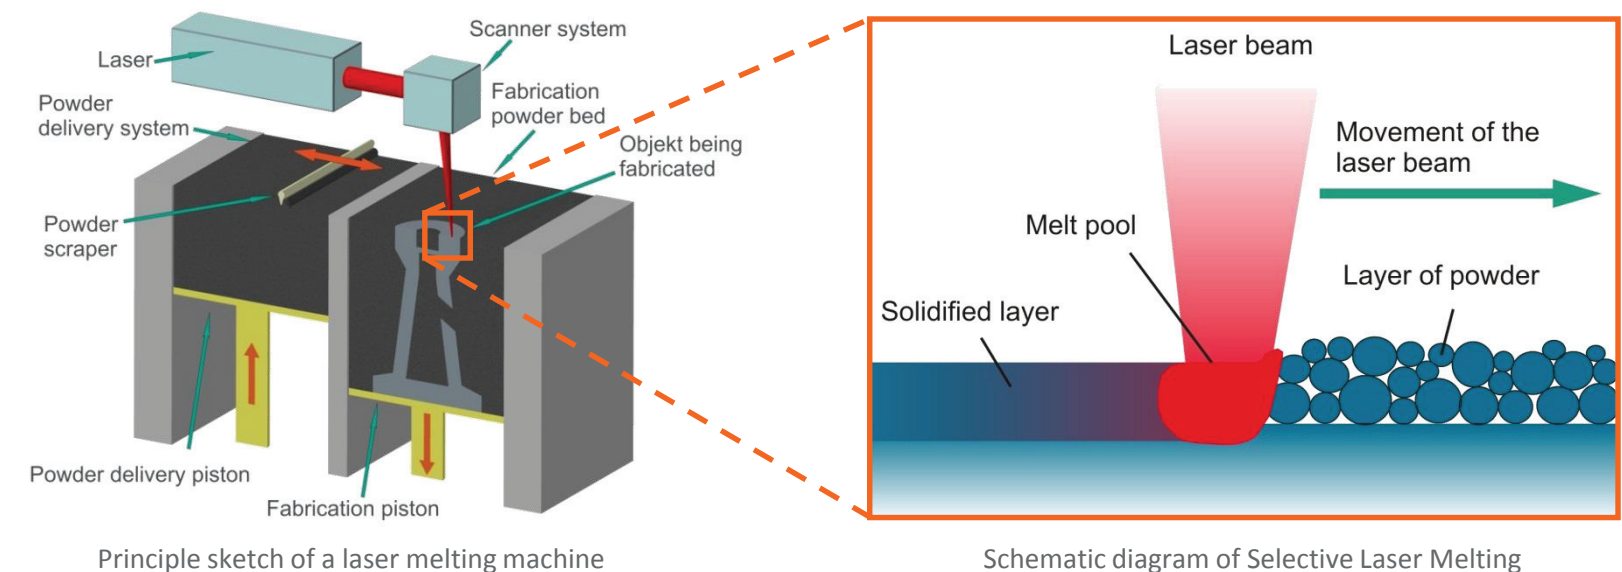 Laser
Scanner system
Powder
delivery system
Fabrication
powder bed
Objekt being
fabricated
Powder
scraper
Powder delivery piston
Fabrication piston
Principle sketch of a laser melting machine
Laser beam
Movement of the
laser beam
Melt pool
Layer of powder
Solidified layer
Schematic diagram of Selective Laser Melting